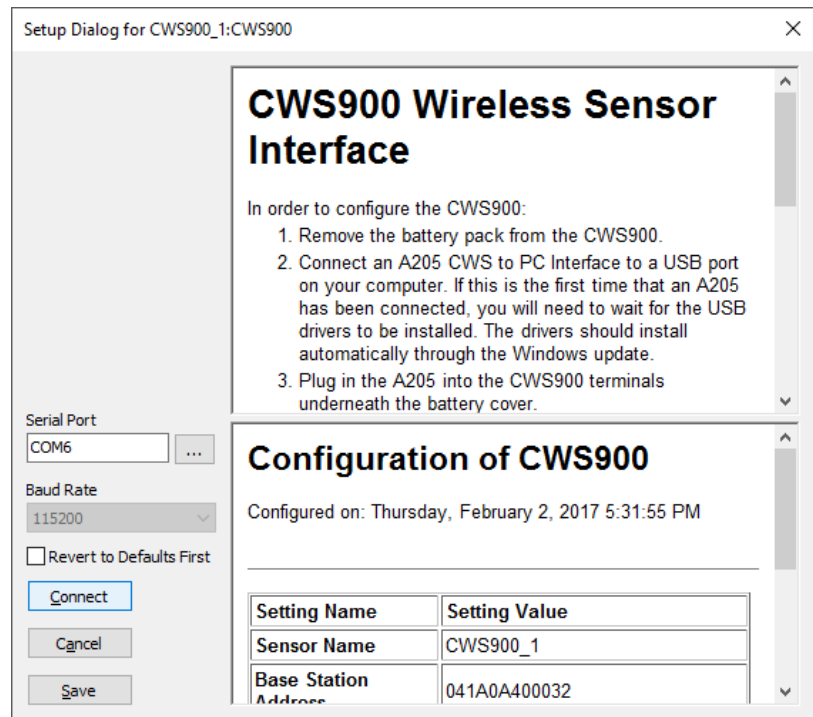 Setup Dialog for CWS900_1:CWS900
CWS900 Wireless Sensor
Interface
In order to configure the CWS900:
1. Remove the battery pack from the CWS900.
2. Connect an A205 CWS to PC Interface to a USB port
on your computer. If this is the first time that an A205
has been connected, you will need to wait for the USB
drivers to be installed. The drivers should install
automatically through the Windows update.
3. Plug in the A205 into the CWS900 terminals
underneath the battery cover.
Serial Port
COM6
...
Baud Rate
115200
Revert to Defaults First
Connect
Cancel
Save
Configuration of CWS900
Configured on: Thursday, February 2, 2017 5:31:55 PM
Setting Name Setting Value
Sensor Name CWS900_1
Base Station
Address 041A0A400032